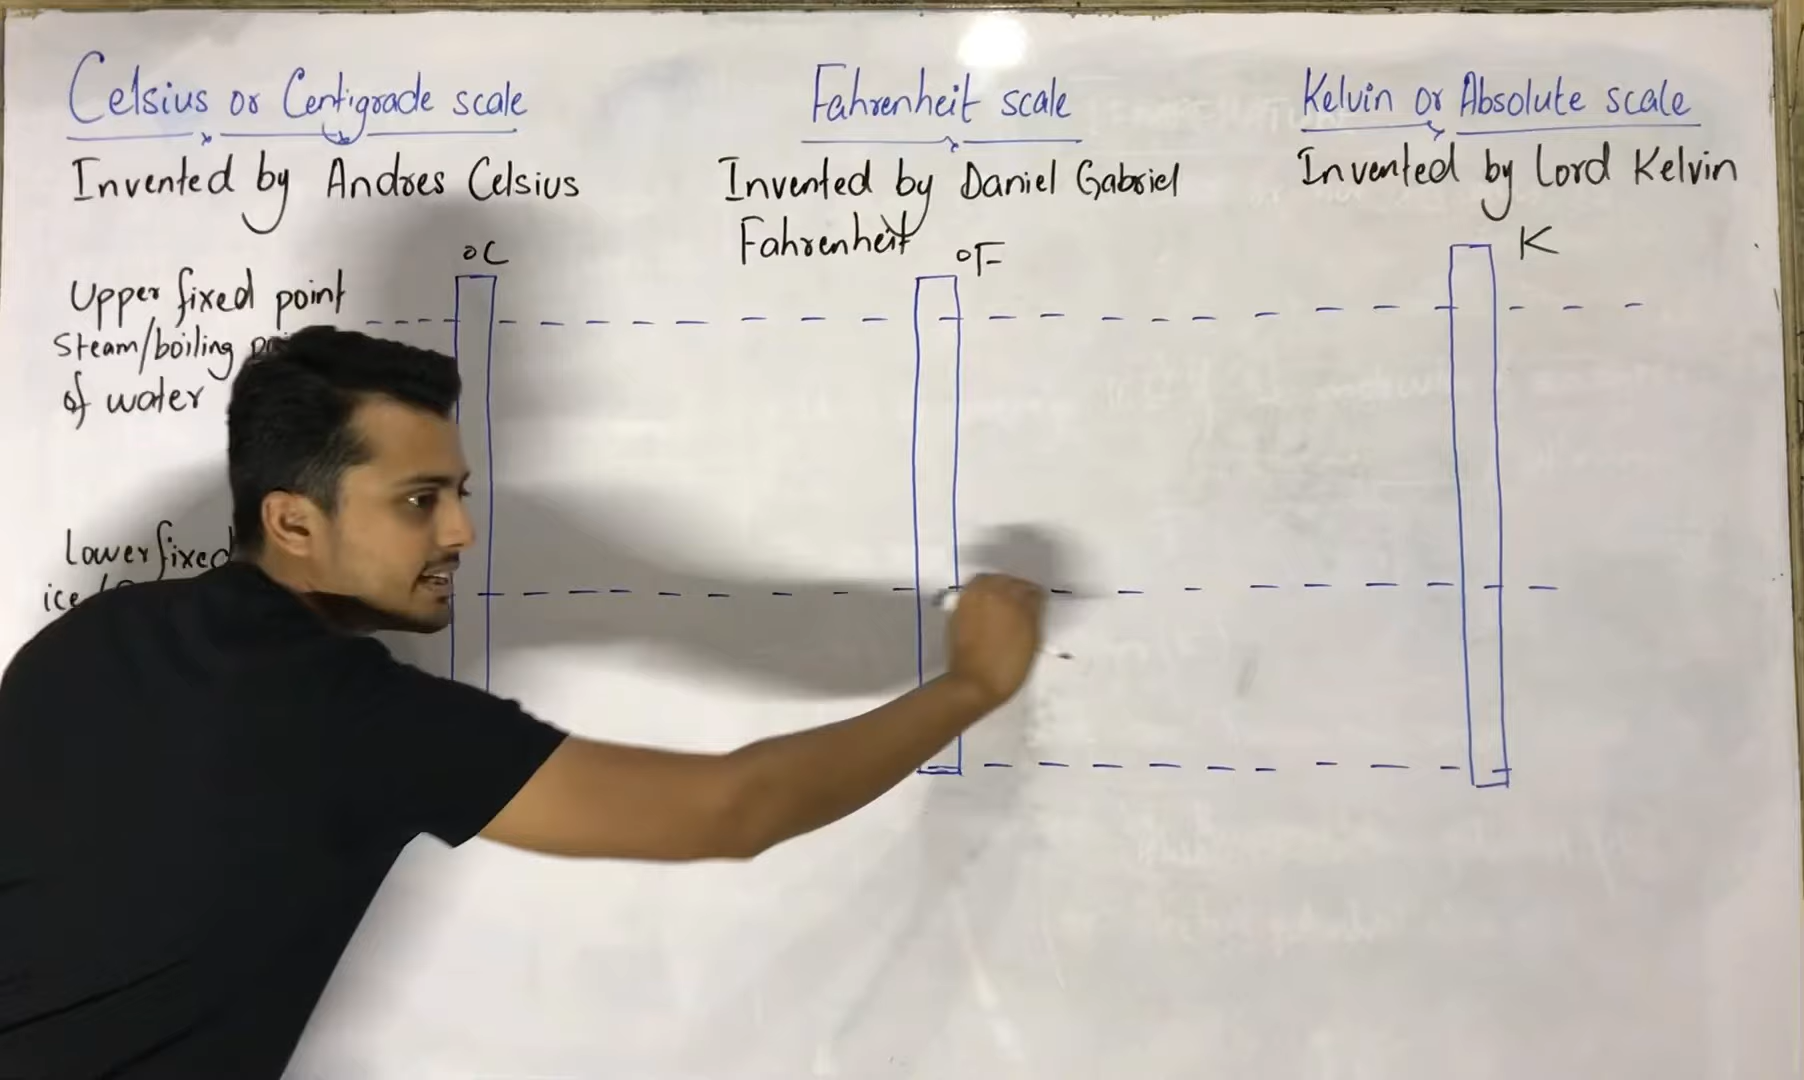 Celsius or Centigrade scale
Invented by Andres Celsius
Fahrenheit scale
Invented by Daniel Gabriel
Fahrenheit
Kelvin or Absolute scale
Invented by Lord Kelvin
°C
°F
K
Upper fixed point
Steam/boiling
of water
Lower fixed
ice